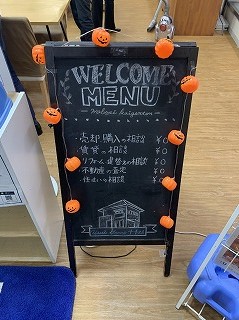 WELCOME
MENU
売却 購入の相談 ¥0
賃貸の相談 ¥0
リフォーム 建替えの相談 ¥0
不動産の査定 ¥0
住まいの相談 ¥0